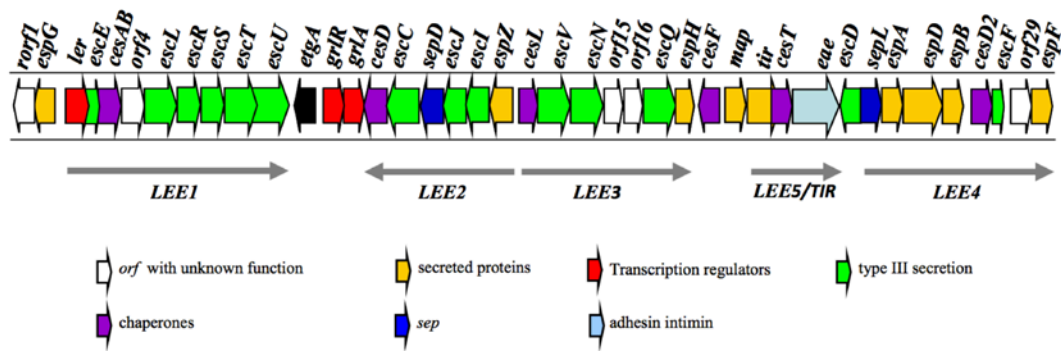 rorf1 espG ler escE cesAB orf4 escL escR escS escT escU etgA grlR grlA cesD escC sepD escJ escI espZ cesL escV escN orf15 orf16 escQ espH cesF map tir cesT eae escD sepL espA espD espB cesD2 escF orf29 espF
LEE1 LEE2 LEE3 LEE5/TIR LEE4
orf with unknown function secreted proteins Transcription regulators type III secretion
chaperones sep adhesin intimin